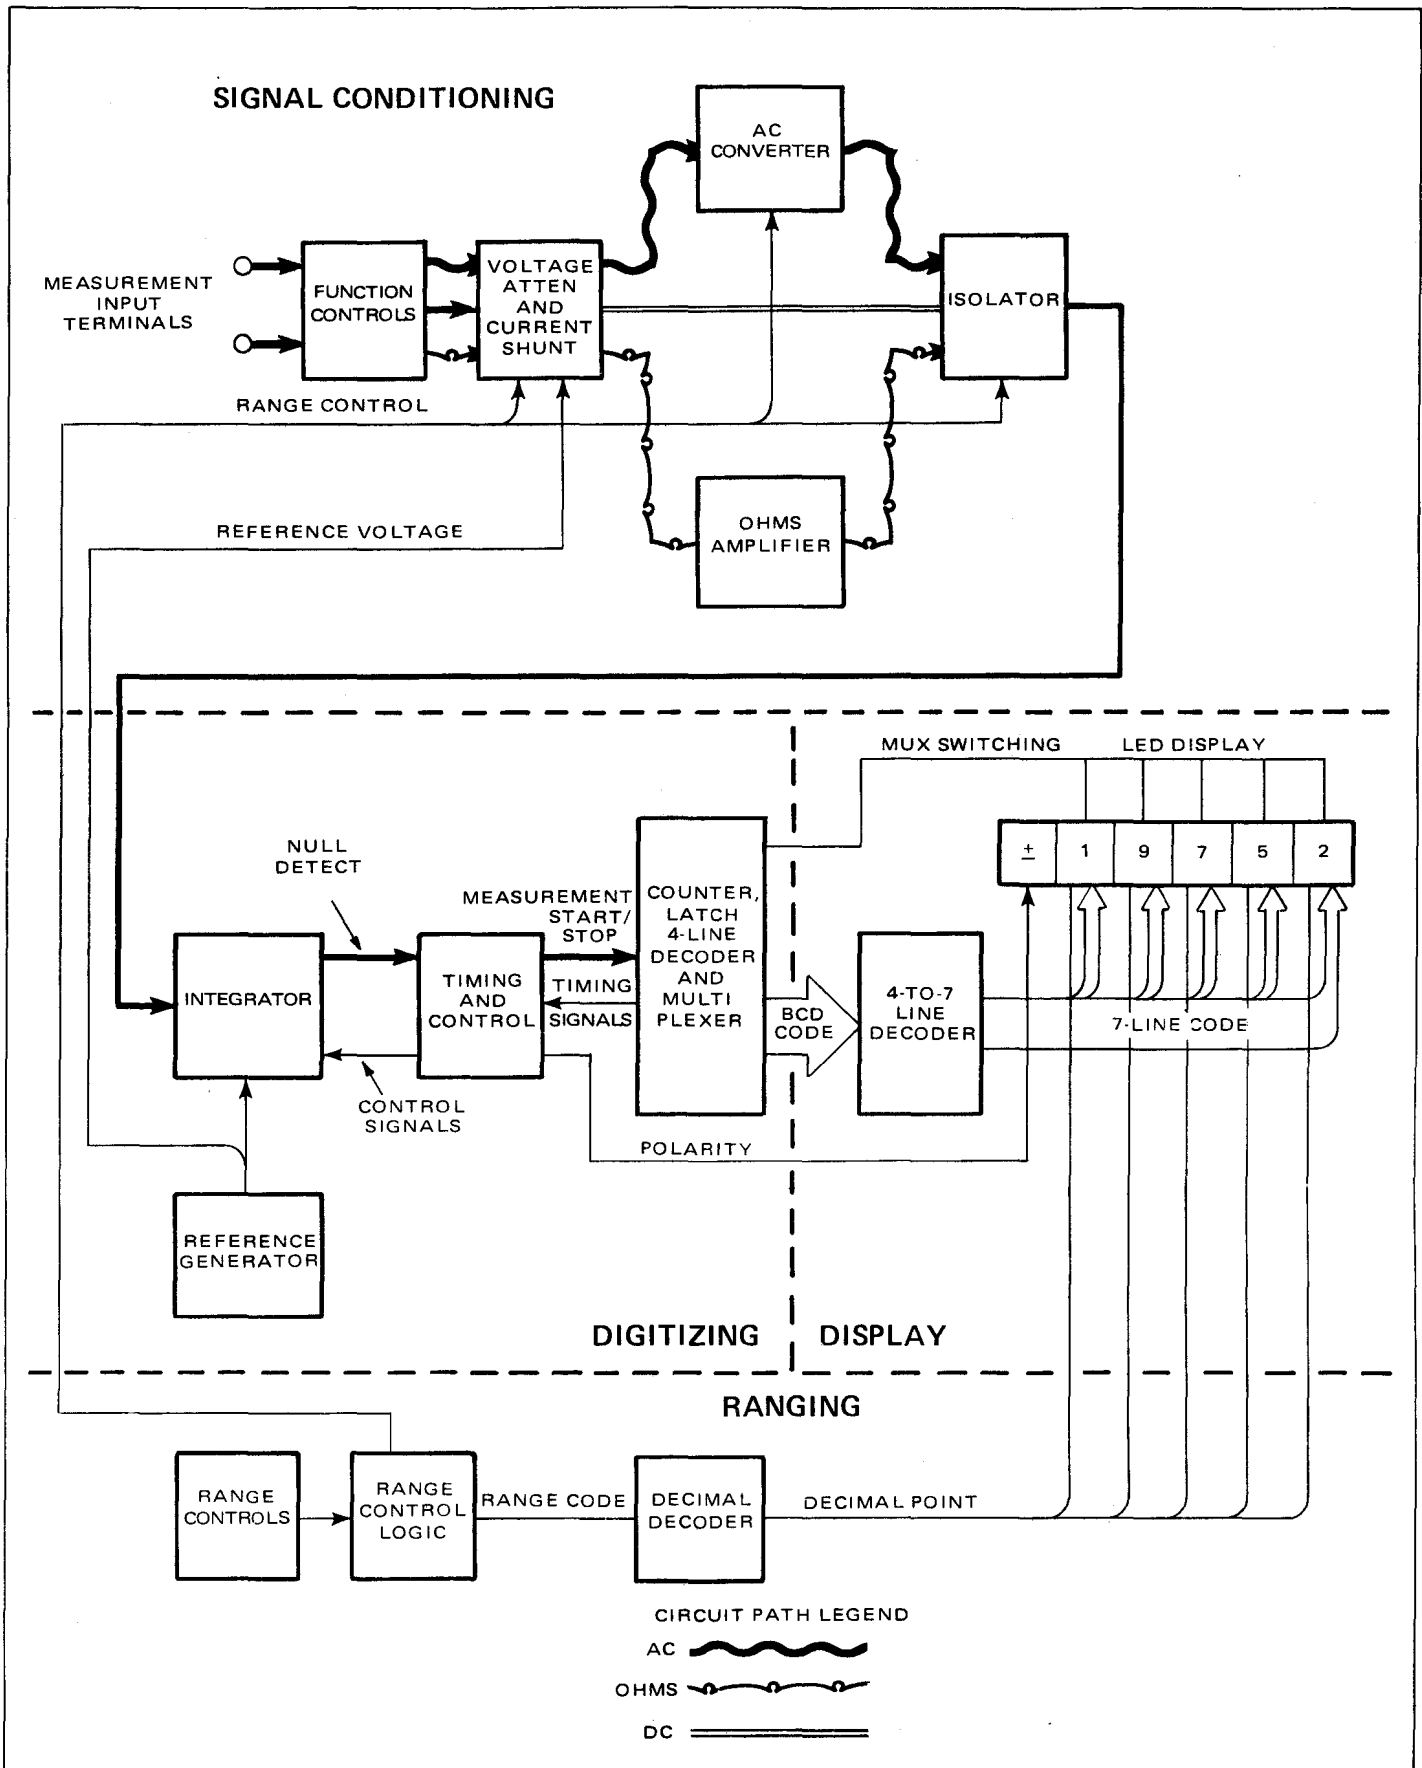 SIGNAL CONDITIONING
AC
CONVERTER
MEASUREMENT
INPUT
TERMINALS
FUNCTION
CONTROLS
VOLTAGE
ATTEN
AND
CURRENT
SHUNT
ISOLATOR
RANGE CONTROL
REFERENCE VOLTAGE
OHMS
AMPLIFIER
MUX SWITCHING
LED DISPLAY
± 1 9 7 5 2
NULL
DETECT
MEASUREMENT
START/
STOP
COUNTER,
LATCH
4-LINE
DECODER
AND
MULTI
PLEXER
INTEGRATOR
TIMING
AND
CONTROL
TIMING
SIGNALS
BCD
CODE
4-TO-7
LINE
DECODER
7-LINE CODE
CONTROL
SIGNALS
POLARITY
REFERENCE
GENERATOR
DIGITIZING
DISPLAY
RANGING
RANGE
CONTROLS
RANGE
CONTROL
LOGIC
RANGE CODE
DECIMAL
DECODER
DECIMAL POINT
CIRCUIT PATH LEGEND
AC
OHMS
DC